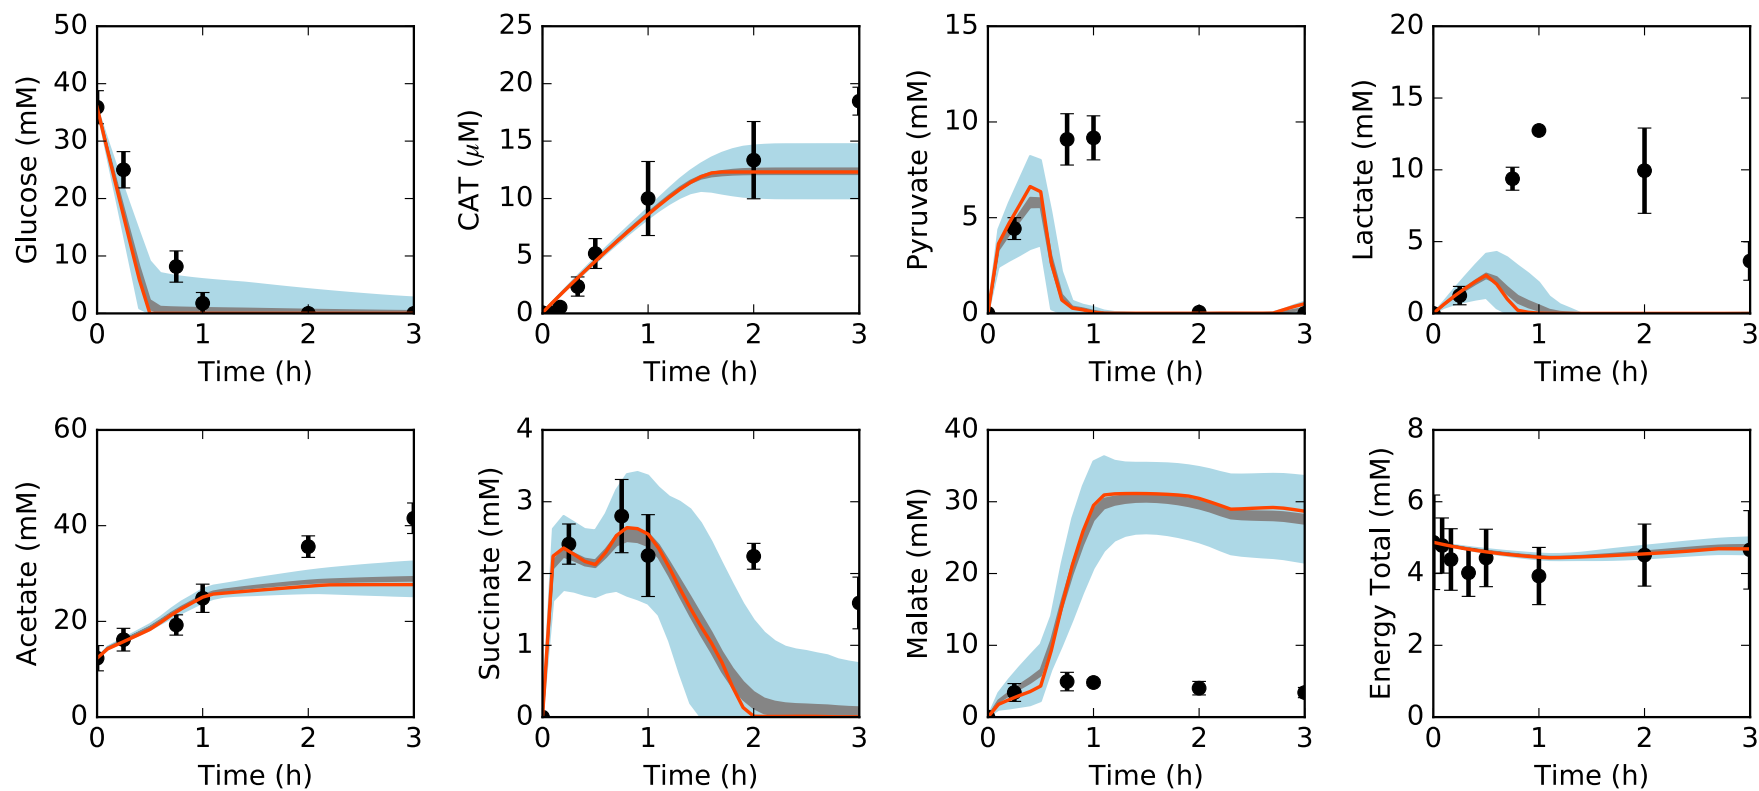 Glucose (mM)
50
40
30
20
10
0
0 1 2 3
Time (h)
CAT (μM)
25
20
15
10
5
0
0 1 2 3
Time (h)
Pyruvate (mM)
15
10
5
0
0 1 2 3
Time (h)
Lactate (mM)
20
15
10
5
0
0 1 2 3
Time (h)
Acetate (mM)
60
40
20
0
0 1 2 3
Time (h)
Succinate (mM)
4
3
2
1
0
0 1 2 3
Time (h)
Malate (mM)
40
30
20
10
0
0 1 2 3
Time (h)
Energy Total (mM)
8
6
4
2
0
0 1 2 3
Time (h)